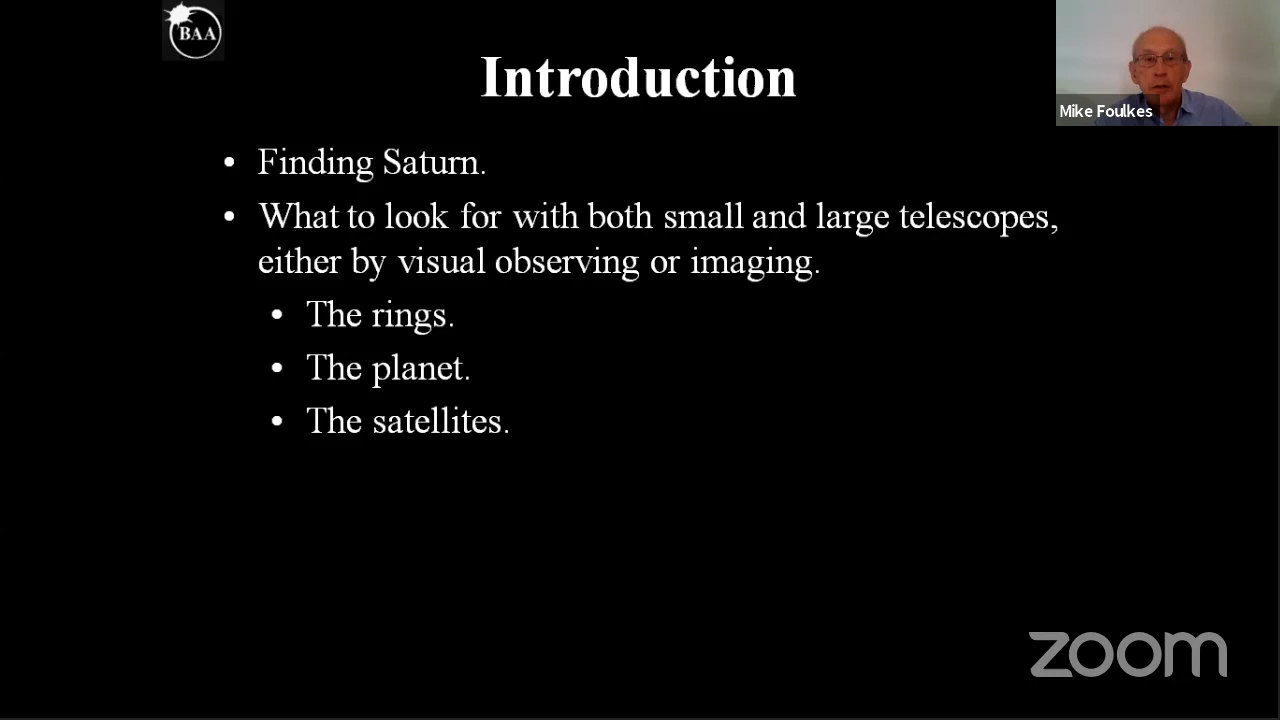 BAA
Introduction
Mike Foulkes
• Finding Saturn.
• What to look for with both small and large telescopes,
either by visual observing or imaging.
• The rings.
• The planet.
• The satellites.
zoom